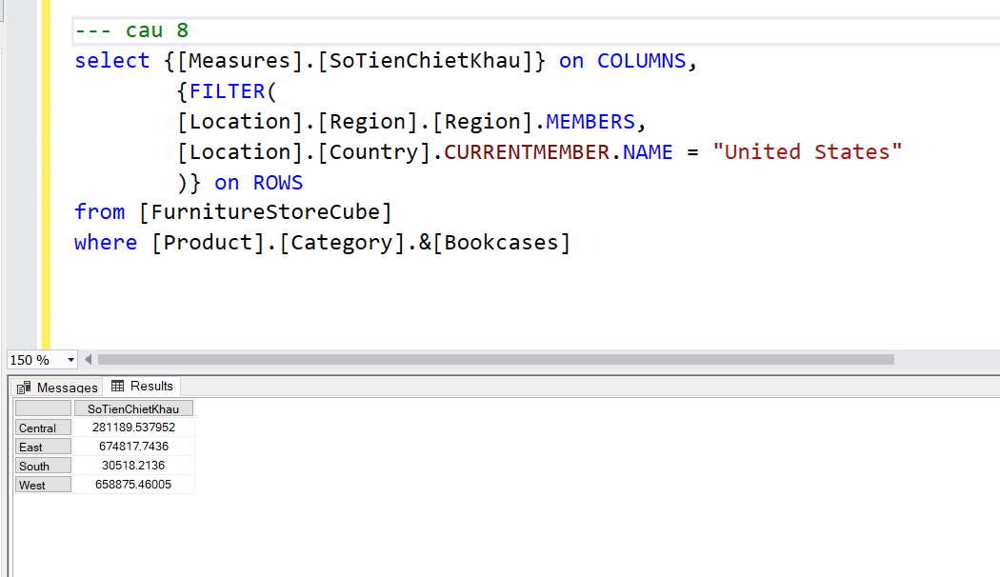 --- cau 8
select {[Measures].[SoTienChietKhau]} on COLUMNS,
{FILTER(
[Location].[Region].[Region].MEMBERS,
[Location].[Country].CURRENTMEMBER.NAME = "United States"
)} on ROWS
from [FurnitureStoreCube]
where [Product].[Category].&[Bookcases]
150 %
Messages Results
SoTienChietKhau
Central 281189.537952
East 674817.7436
South 30518.2136
West 658875.46005